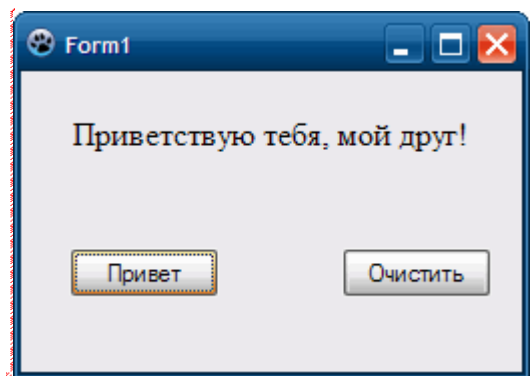 Form1
Приветствую тебя, мой друг!
Привет
Очистить